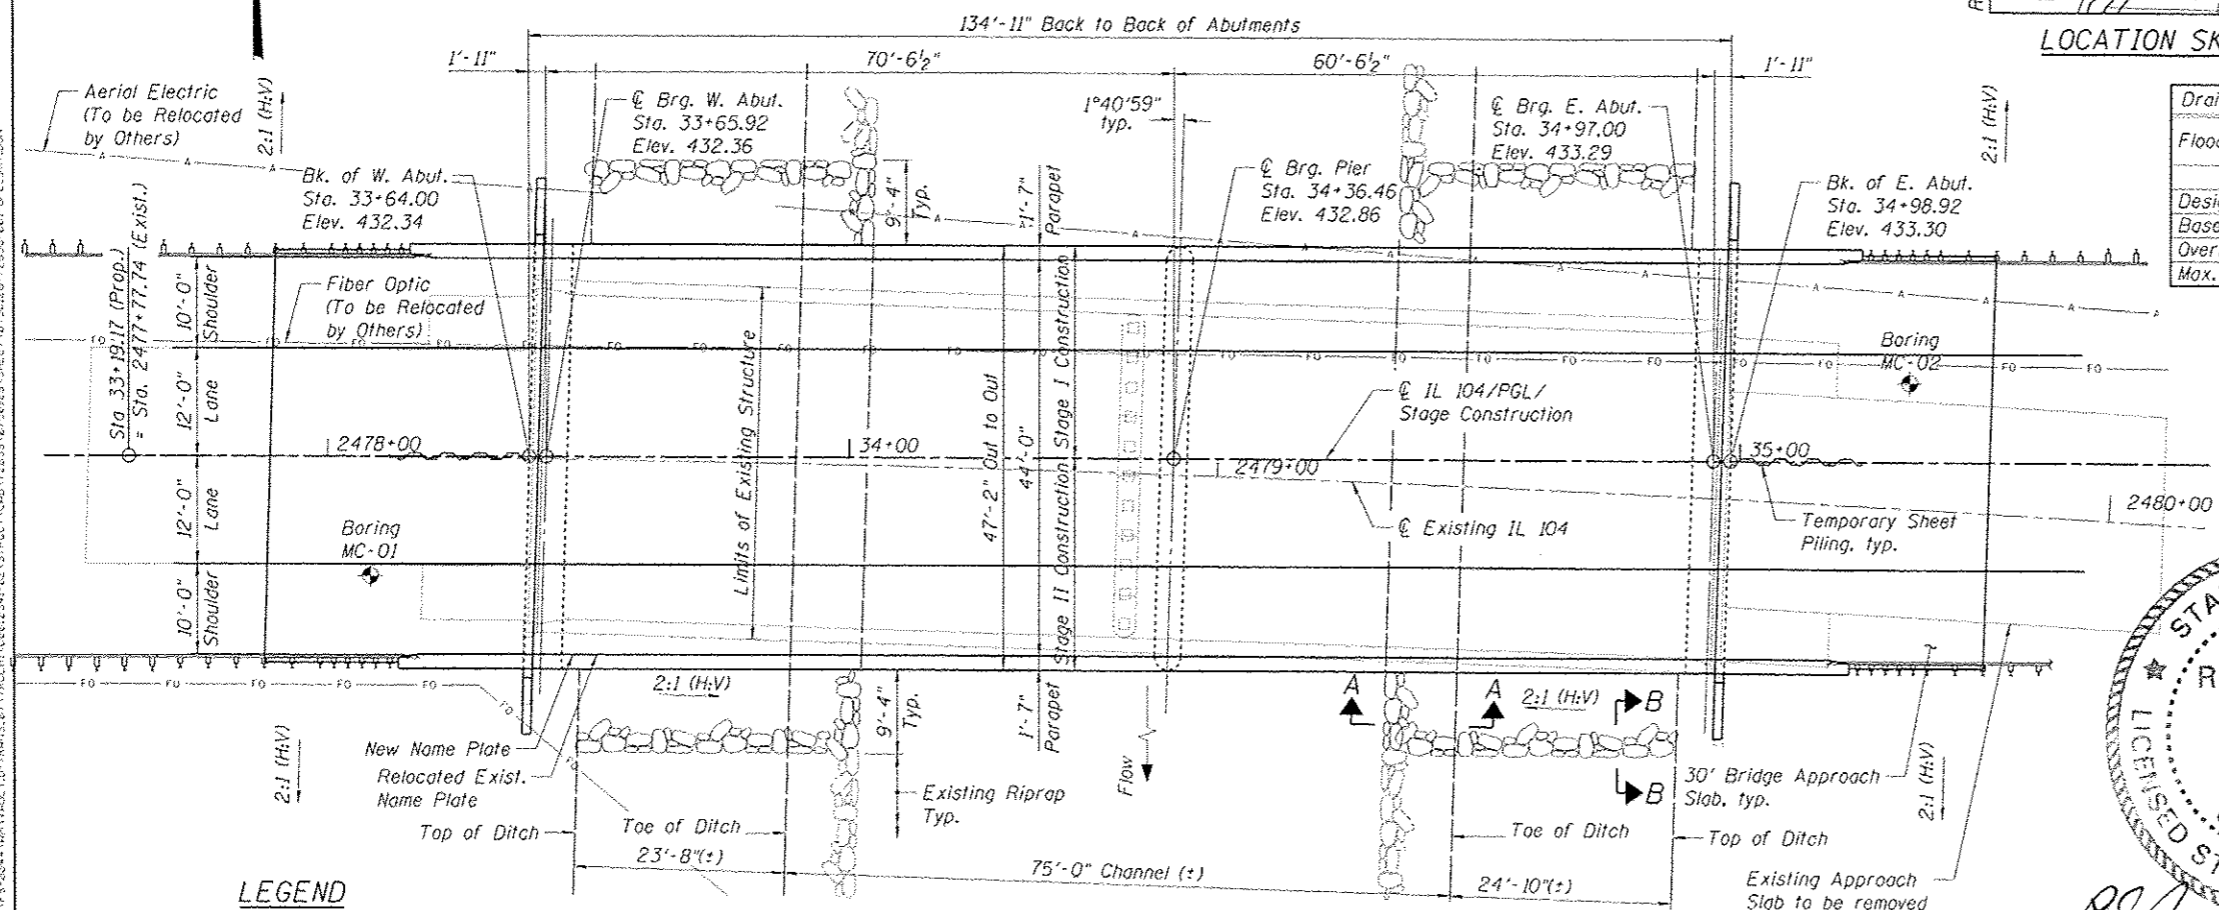 134'-11" Back to Back of Abutments
1'-11"
70'-6½"
60'-6½"
1'-11"
LOCATION SK
Aerial Electric
(To be Relocated
by Others)
2:1 (H:V)
℄ Brg. W. Abut.
Sta. 33+65.92
Elev. 432.36
1°40'59"
typ.
℄ Brg. E. Abut.
Sta. 34+97.00
Elev. 433.29
2:1 (H:V)
Bk. of W. Abut.
Sta. 33+64.00
Elev. 432.34
9'-4"
Typ.
1'-7"
Parapet
℄ Brg. Pier
Sta. 34+36.46
Elev. 432.86
Bk. of E. Abut.
Sta. 34+98.92
Elev. 433.30
Drai
Flood
Desi
Base
Over
Max.
Sta 33+19.17 (Prop.)
= Sta. 2477+77.74 (Exist.)
10'-0"
Shoulder
12'-0"
Lane
12'-0"
Lane
10'-0"
Shoulder
Fiber Optic
(To be Relocated
by Others)
Limits of Existing Structure
47'-2" Out to Out
44'-0"
Stage I Construction
Stage II Construction
Boring
MC-02
℄ IL 104/PGL/
Stage Construction
2478+00
34+00
2479+00
35+00
2480+00
Boring
MC-01
℄ Existing IL 104
Temporary Sheet
Piling, typ.
2:1 (H:V)
9'-4"
Typ.
1'-7"
Parapet
A
A
2:1 (H:V)
B
B
New Name Plate
Relocated Exist.
Name Plate
2:1 (H:V)
Flow
Existing Riprap
Typ.
30' Bridge Approach
Slab, typ.
2:1 (H:V)
Top of Ditch
Toe of Ditch
Toe of Ditch
Top of Ditch
23'-8"(±)
75'-0" Channel (±)
24'-10"(±)
Existing Approach
Slab to be removed
LEGEND
STA
R
LICENSED ST